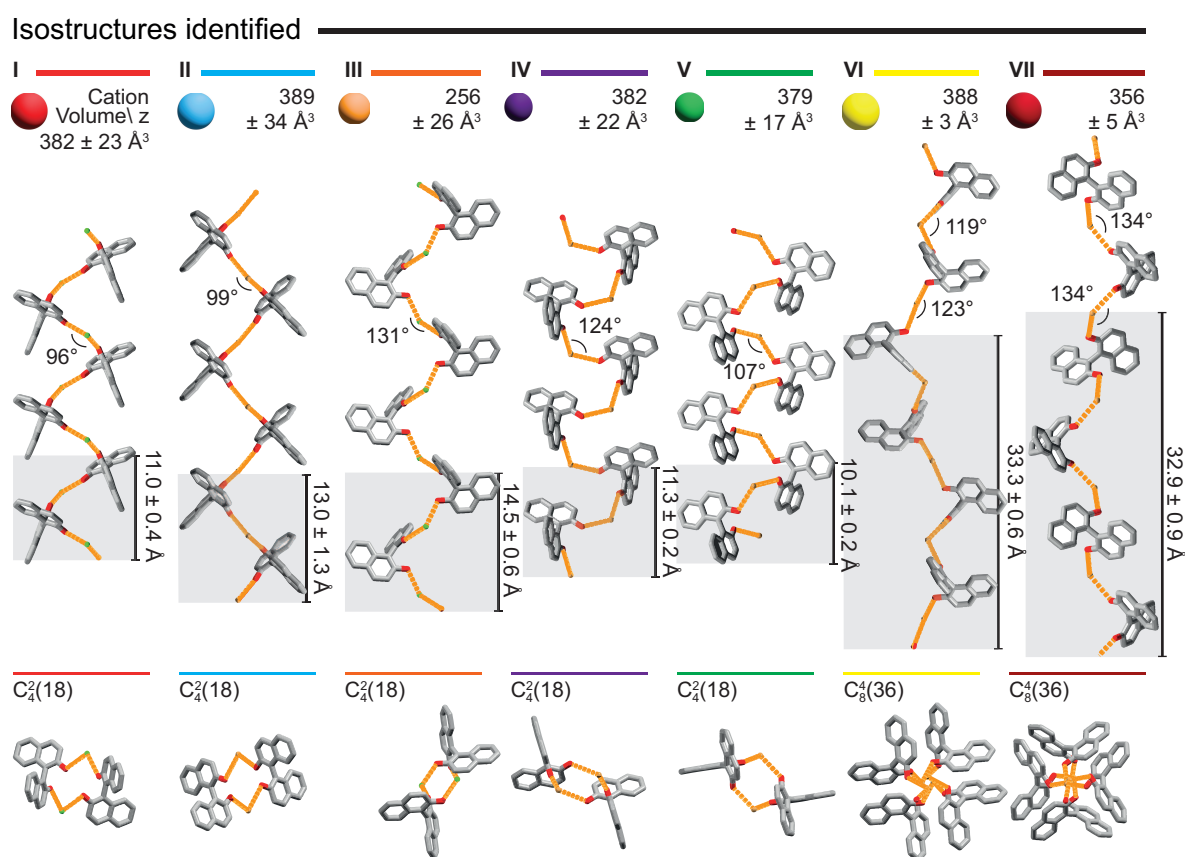 Isostructures identified
I
Cation
Volume\ z
382 ± 23 Å³
II
389
± 34 Å³
III
256
± 26 Å³
IV
382
± 22 Å³
V
379
± 17 Å³
VI
388
± 3 Å³
VII
356
± 5 Å³
96°
99°
131°
124°
107°
119°
123°
134°
134°
11.0 ± 0.4 Å
13.0 ± 1.3 Å
14.5 ± 0.6 Å
11.3 ± 0.2 Å
10.1 ± 0.2 Å
33.3 ± 0.6 Å
32.9 ± 0.9 Å
C²₄(18)
C²₄(18)
C²₄(18)
C²₄(18)
C²₄(18)
C⁴₈(36)
C⁴₈(36)